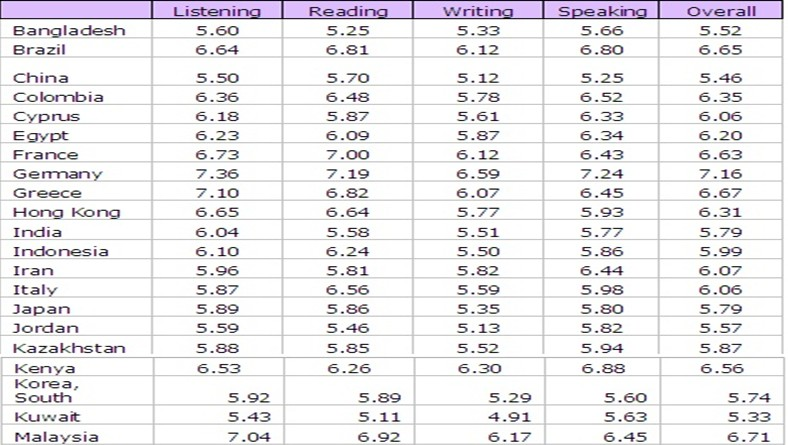 Listening Reading Writing Speaking Overall
Bangladesh 5.60 5.25 5.33 5.66 5.52
Brazil 6.64 6.81 6.12 6.80 6.65
China 5.50 5.70 5.12 5.25 5.46
Colombia 6.36 6.48 5.78 6.52 6.35
Cyprus 6.18 5.87 5.61 6.33 6.06
Egypt 6.23 6.09 5.87 6.34 6.20
France 6.73 7.00 6.12 6.43 6.63
Germany 7.36 7.19 6.59 7.24 7.16
Greece 7.10 6.82 6.07 6.45 6.67
Hong Kong 6.65 6.64 5.77 5.93 6.31
India 6.04 5.58 5.51 5.77 5.79
Indonesia 6.10 6.24 5.50 5.86 5.99
Iran 5.96 5.81 5.82 6.44 6.07
Italy 5.87 6.56 5.59 5.98 6.06
Japan 5.89 5.86 5.35 5.80 5.79
Jordan 5.59 5.46 5.13 5.82 5.57
Kazakhstan 5.88 5.85 5.52 5.94 5.87
Kenya 6.53 6.26 6.30 6.88 6.56
Korea,
South 5.92 5.89 5.29 5.60 5.74
Kuwait 5.43 5.11 4.91 5.63 5.33
Malaysia 7.04 6.92 6.17 6.45 6.71